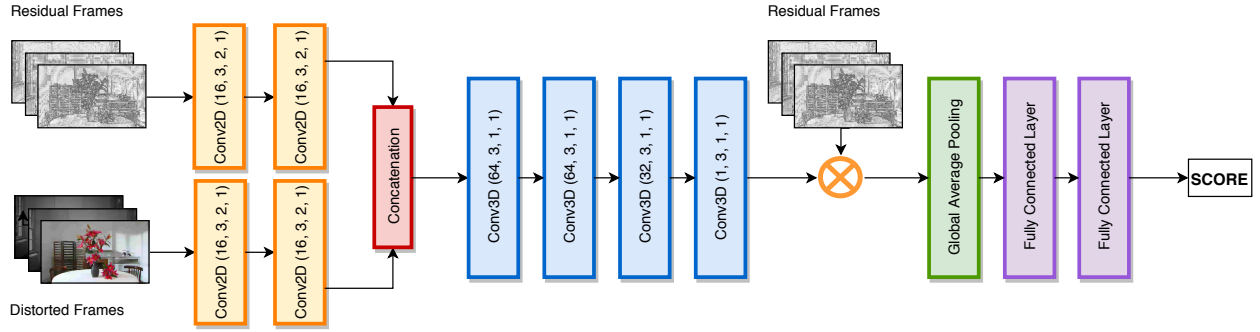 Residual Frames
Conv2D (16, 3, 2, 1)
Conv2D (16, 3, 2, 1)
Distorted Frames
Conv2D (16, 3, 2, 1)
Conv2D (16, 3, 2, 1)
Concatenation
Conv3D (64, 3, 1, 1)
Conv3D (64, 3, 1, 1)
Conv3D (32, 3, 1, 1)
Conv3D (1, 3, 1, 1)
Residual Frames
Global Average Pooling
Fully Connected Layer
Fully Connected Layer
SCORE